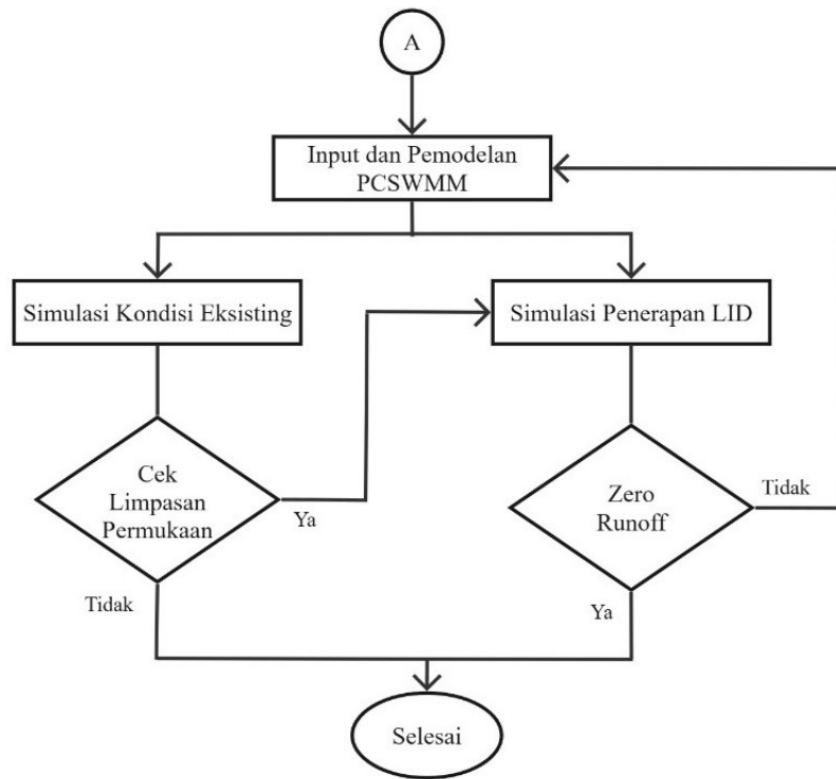 A
Input dan Pemodelan
PCSWMM
Simulasi Kondisi Eksisting
Simulasi Penerapan LID
Cek
Limpasan
Permukaan
Ya
Tidak
Zero
Runoff
Tidak
Ya
Selesai